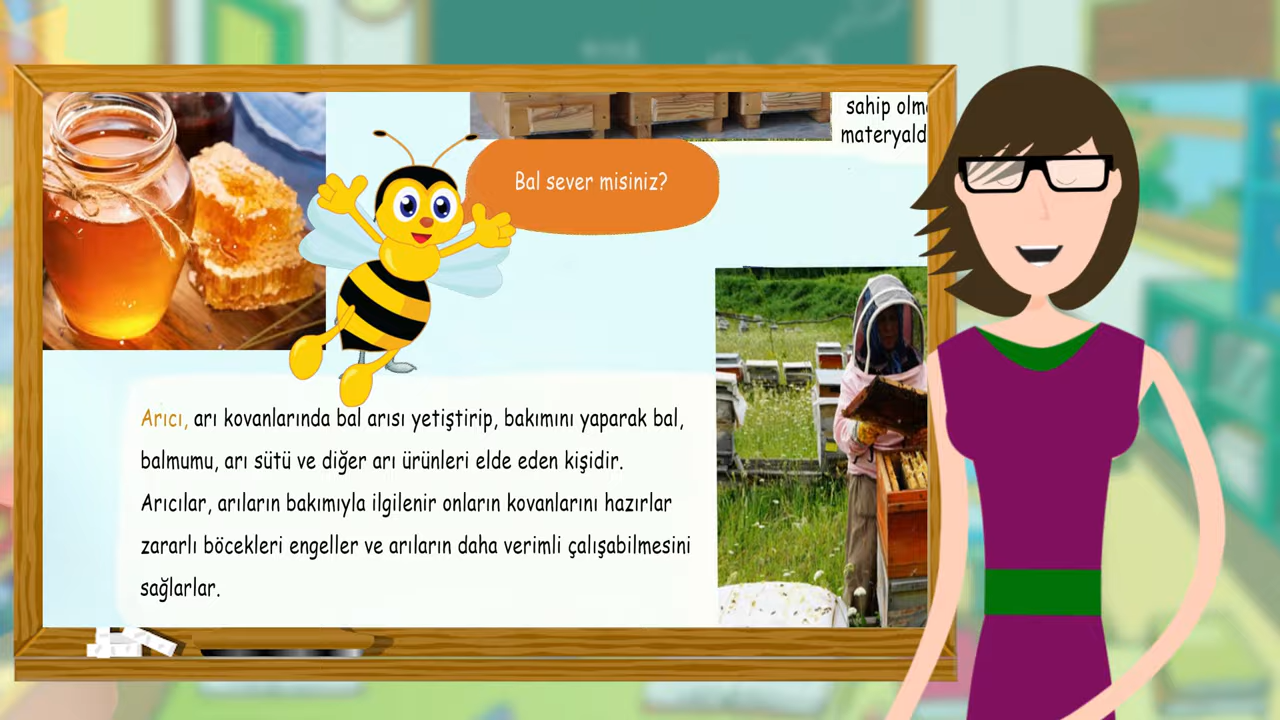 sahip
Bal sever misiniz?
Arıcı, arı kovanlarında bal arısı yetiştirip, bakımını yaparak bal,
balmumu, arı sütü ve diğer arı ürünleri elde eden kişidir.
Arıcılar, arıların bakımıyla ilgilenir onların kovanlarını hazırlar
zararlı böcekleri engeller ve arıların daha verimli çalışabilmesini
sağlarlar.